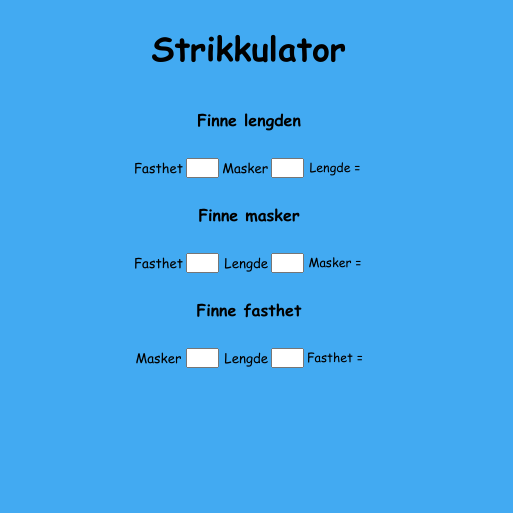 Strikkulator
Finne lengden
Fasthet Masker Lengde =
Finne masker
Fasthet Lengde Masker =
Finne fasthet
Masker Lengde Fasthet =